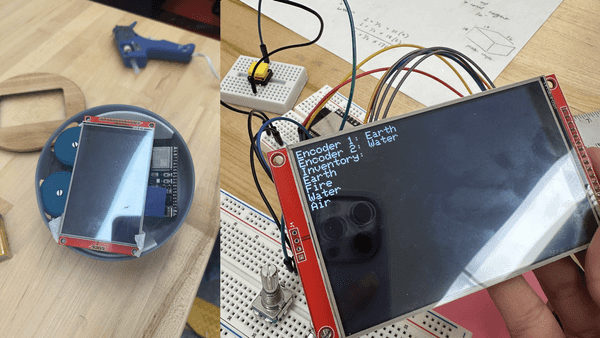 Encoder 1: Earth
Encoder 2: Water
Inventory:
Earth
Fire
Water
Air